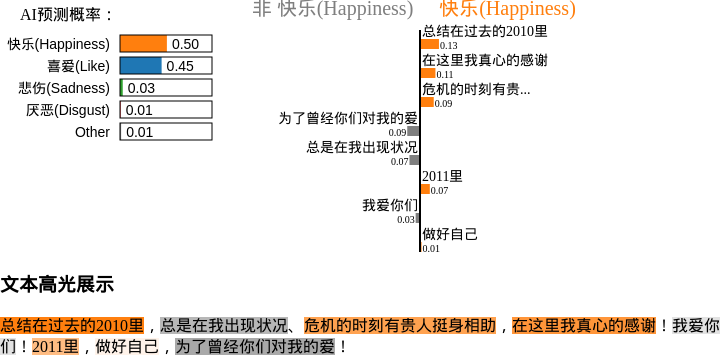 AI预测概率：
快乐(Happiness) 0.50
喜爱(Like) 0.45
悲伤(Sadness) 0.03
厌恶(Disgust) 0.01
Other 0.01
非 快乐(Happiness) 快乐(Happiness)
总结在过去的2010里
0.13
在这里我真心的感谢
0.11
危机的时刻有贵...
0.09
为了曾经你们对我的爱
0.09
总是在我出现状况
0.07
2011里
0.07
我爱你们
0.03
做好自己
0.01
文本高光展示
总结在过去的2010里，总是在我出现状况、危机的时刻有贵人挺身相助，在这里我真心的感谢！我爱你
们！2011里，做好自己，为了曾经你们对我的爱！